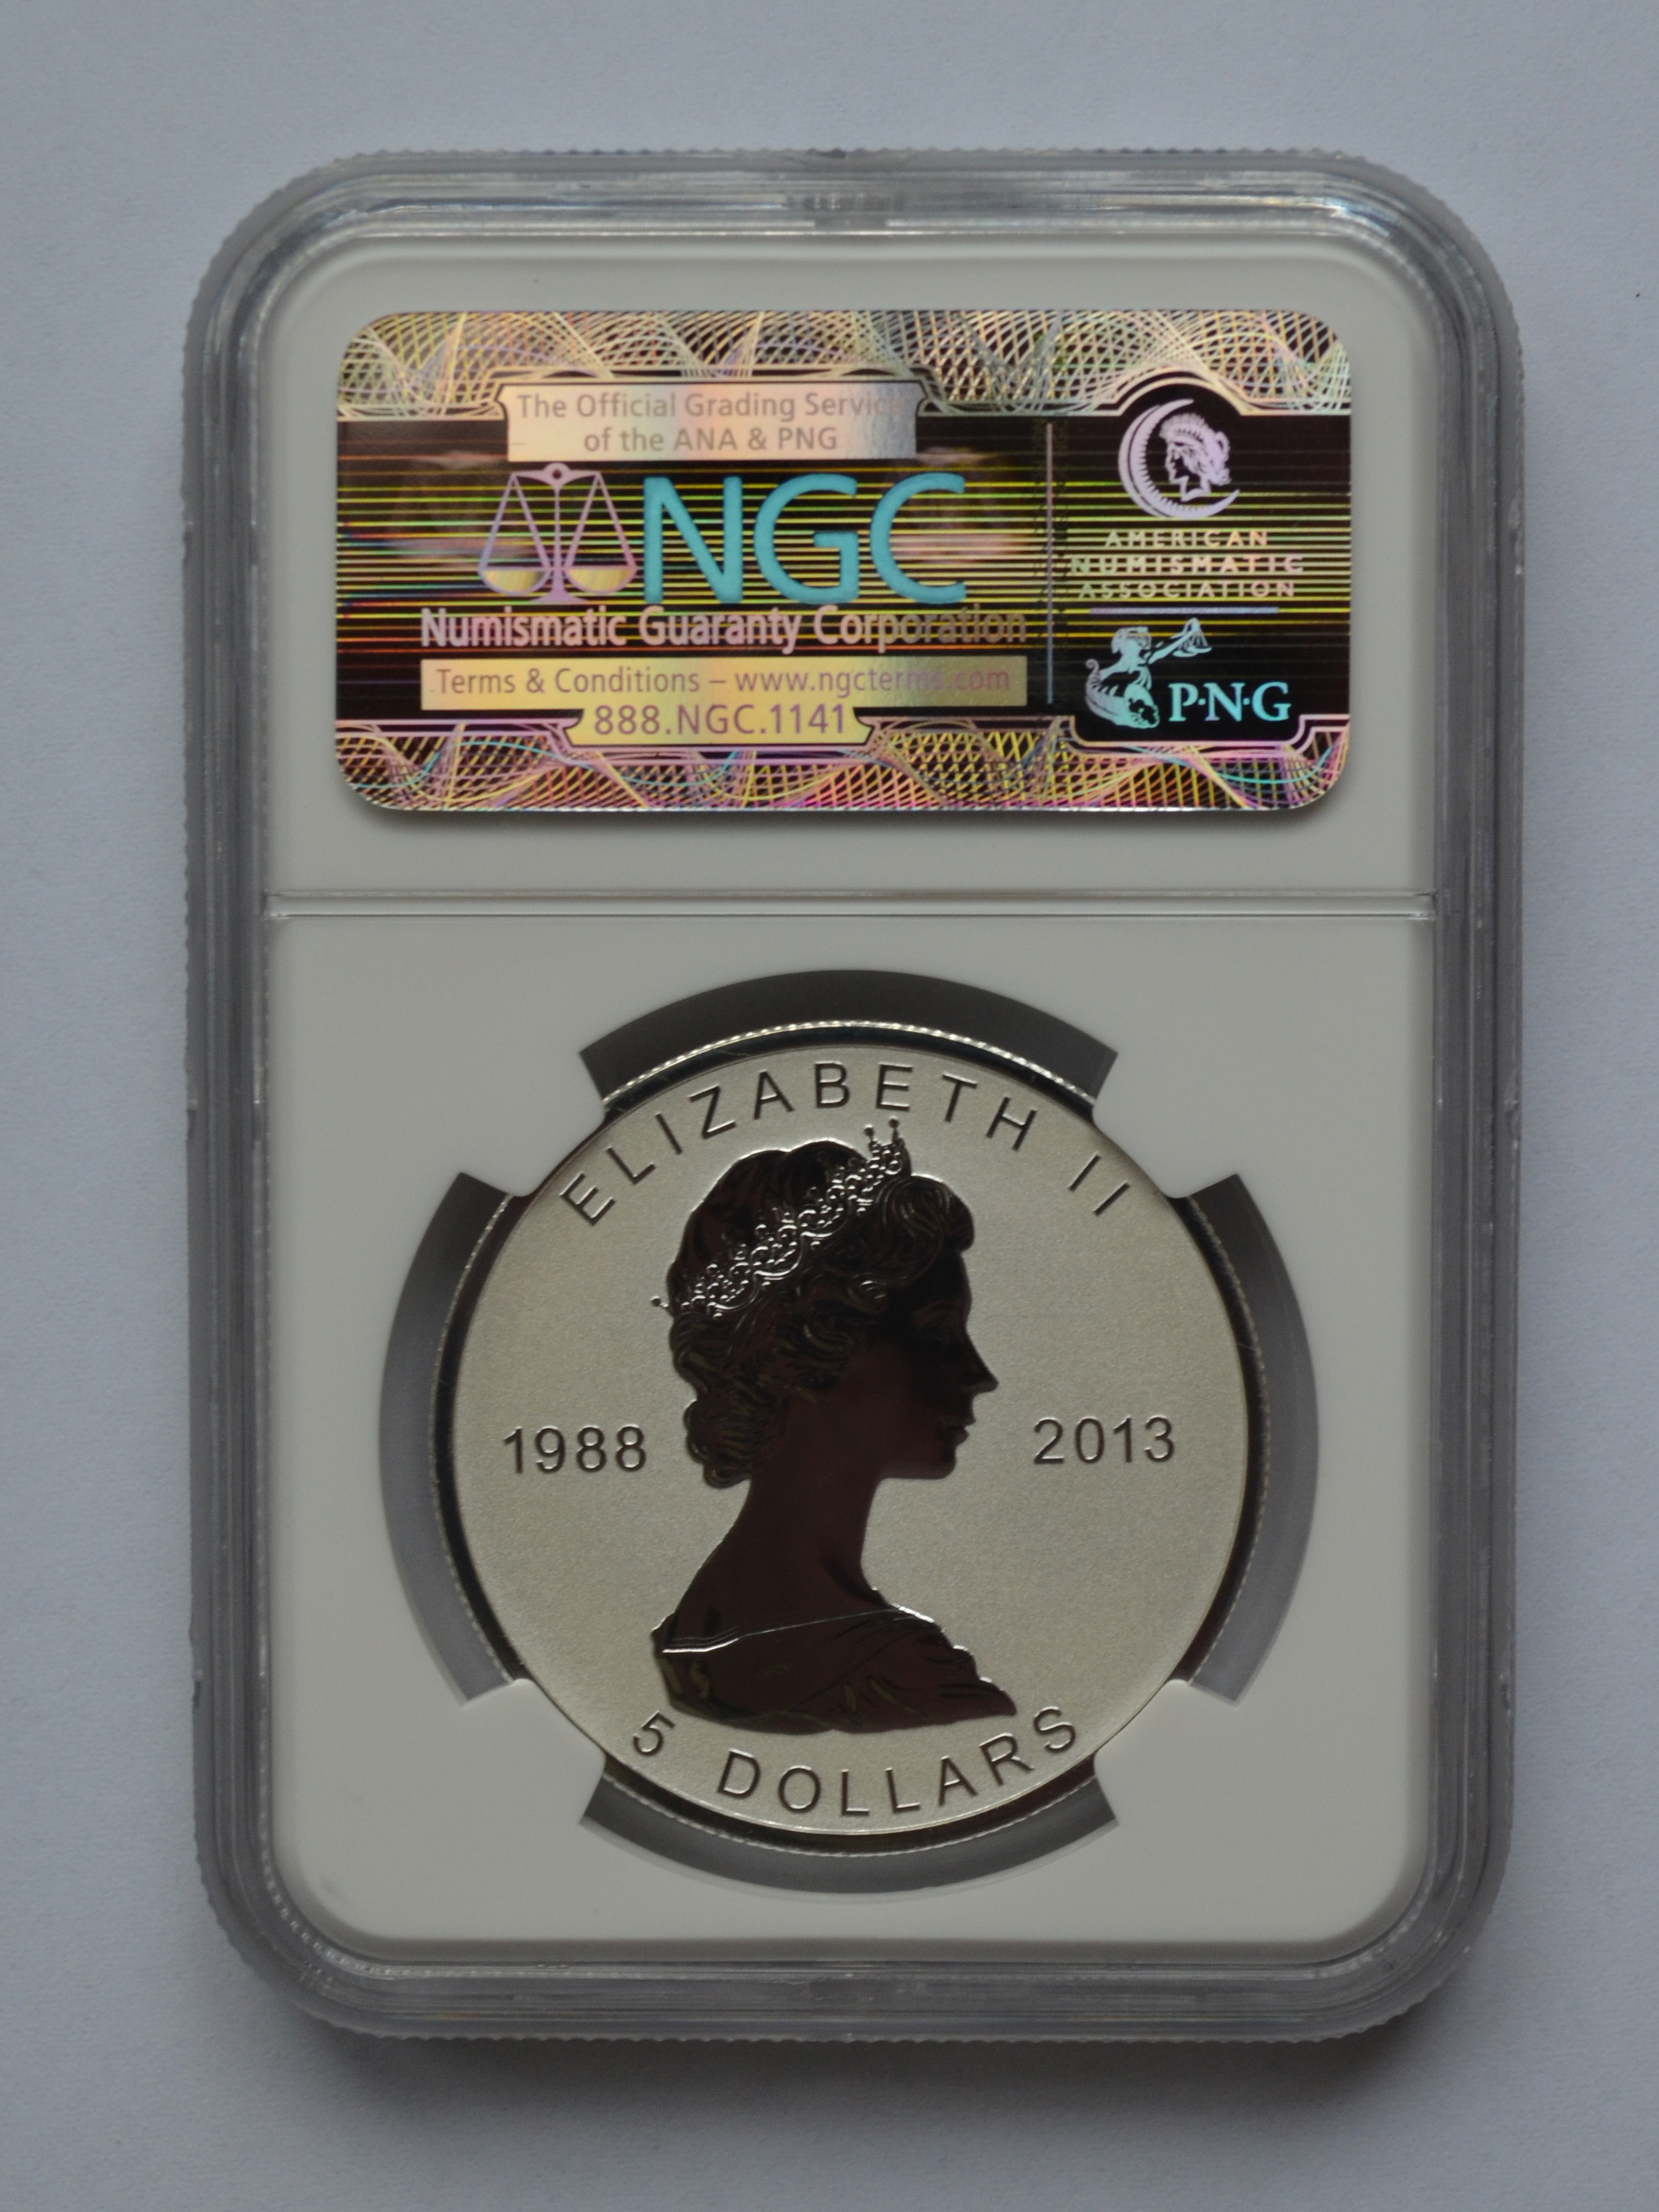 The Official Grading Service
of the ANA & PNG
NGC
Numismatic Guaranty Corporation
Terms & Conditions – www.ngcterms.com
888.NGC.1141
AMERICAN
NUMISMATIC
ASSOCIATION
P·N·G
ELIZABETH II
1988 2013
5 DOLLARS